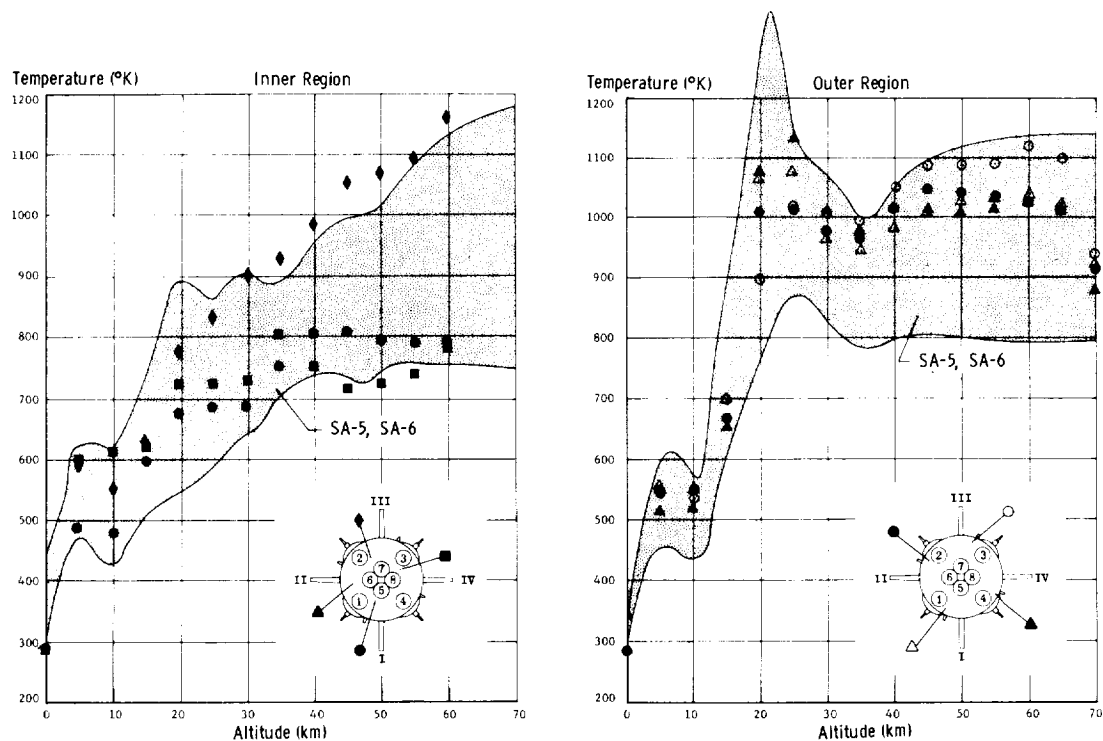 Temperature (°K) Inner Region
1200
1100
1000
900
800
700
600
500
400
300
200
SA-5, SA-6
III
2 3
7
II 6 8 IV
5
1 4
I
0 10 20 30 40 50 60 70
Altitude (km)
Temperature (°K) Outer Region
1200
1100
1000
900
800
700
600
500
400
300
200
SA-5, SA-6
III
2 3
7
II 6 8 IV
5
1 4
I
0 10 20 30 40 50 60 70
Altitude (km)